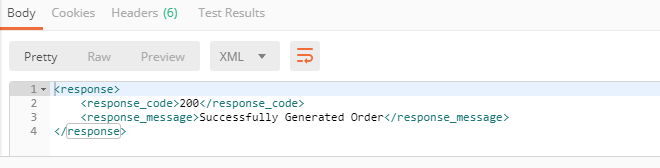 Body Cookies Headers (6) Test Results
Pretty Raw Preview XML
1 <response>
2 <response_code>200</response_code>
3 <response_message>Successfully Generated Order</response_message>
4 </response>